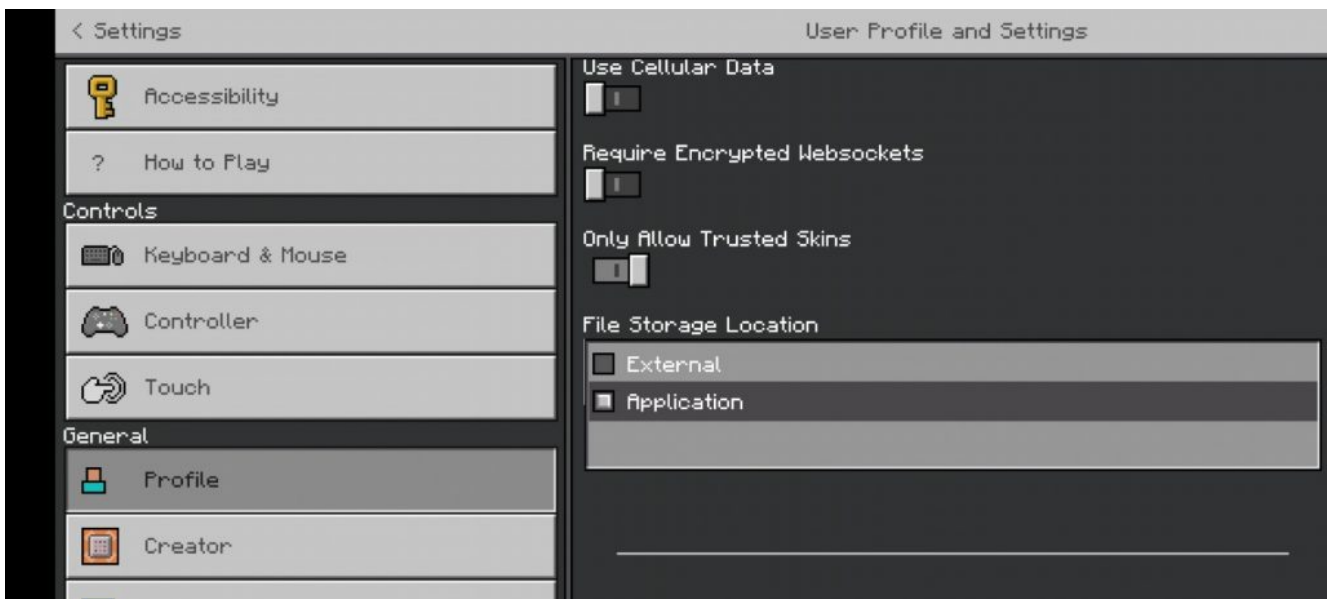 < Settings
User Profile and Settings
Accessibility
? How to Play
Controls
Keyboard & Mouse
Controller
Touch
General
Profile
Creator
Use Cellular Data
Require Encrypted Websockets
Only Allow Trusted Skins
File Storage Location
External
Application